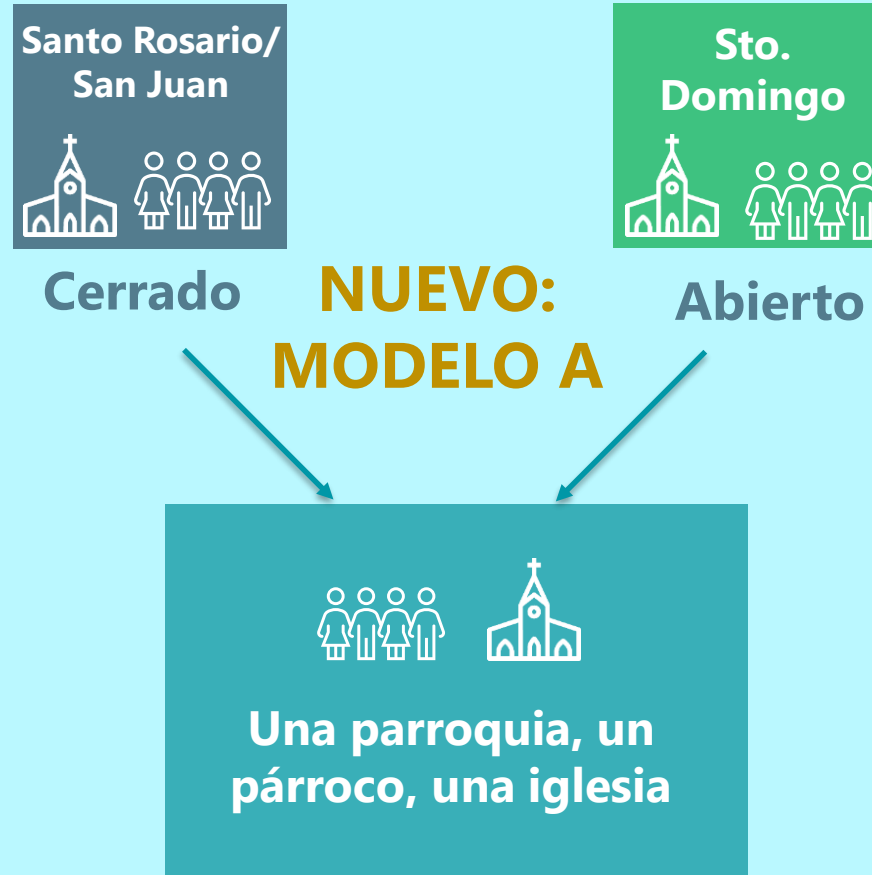 Santo Rosario/
San Juan
Sto.
Domingo
Cerrado
NUEVO:
MODELO A
Abierto
Una parroquia, un
párroco, una iglesia